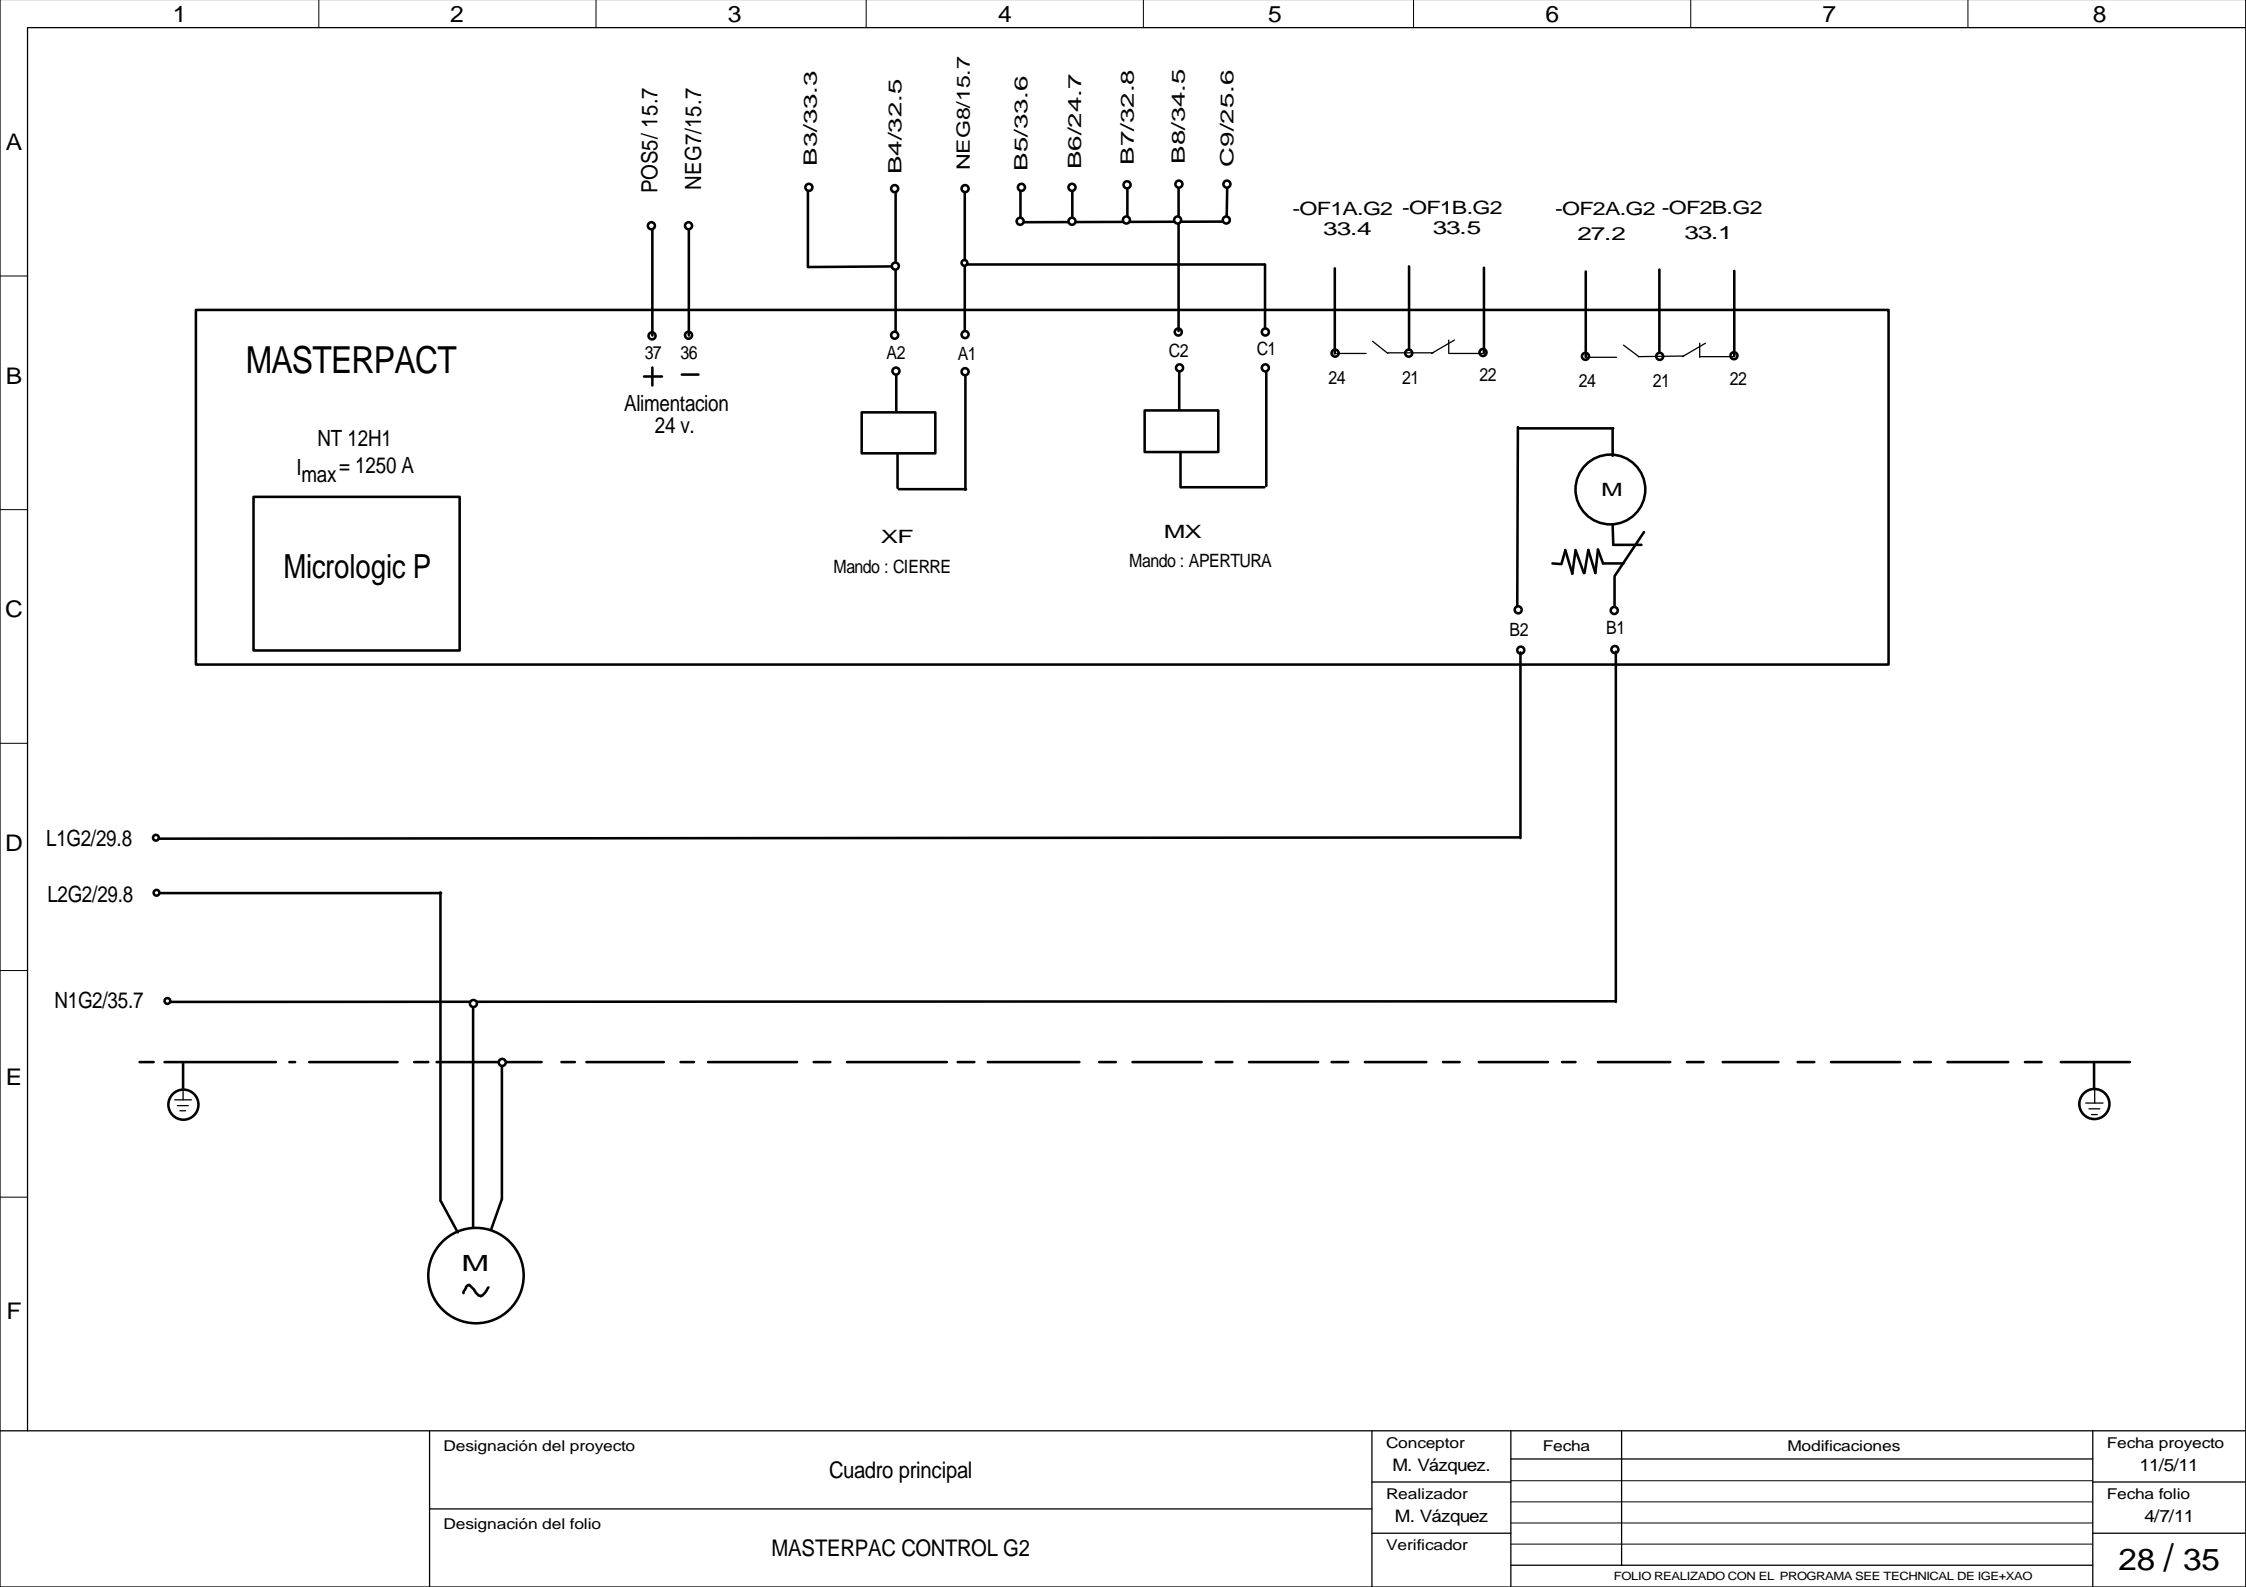 1 2 3 4 5 6 7 8
A
B
C
D
E
F
POS5/ 15.7
NEG7/15.7
B3/33.3
B4/32.5
NEG8/15.7
B5/33.6
B6/24.7
B7/32.8
B8/34.5
C9/25.6
-OF1A.G2 -OF1B.G2
33.4 33.5
-OF2A.G2 -OF2B.G2
27.2 33.1
MASTERPACT
NT 12H1
Imax = 1250 A
Micrologic P
37 36
+ −
Alimentacion
24 v.
A2 A1
XF
Mando : CIERRE
C2 C1
MX
Mando : APERTURA
24 21 22
24 21 22
M
B2 B1
L1G2/29.8
L2G2/29.8
N1G2/35.7
M
~
Designación del proyecto
Cuadro principal
Designación del folio
MASTERPAC CONTROL G2
Conceptor
M. Vázquez.
Realizador
M. Vázquez
Verificador
Fecha Modificaciones
FOLIO REALIZADO CON EL PROGRAMA SEE TECHNICAL DE IGE+XAO
Fecha proyecto
11/5/11
Fecha folio
4/7/11
28 / 35